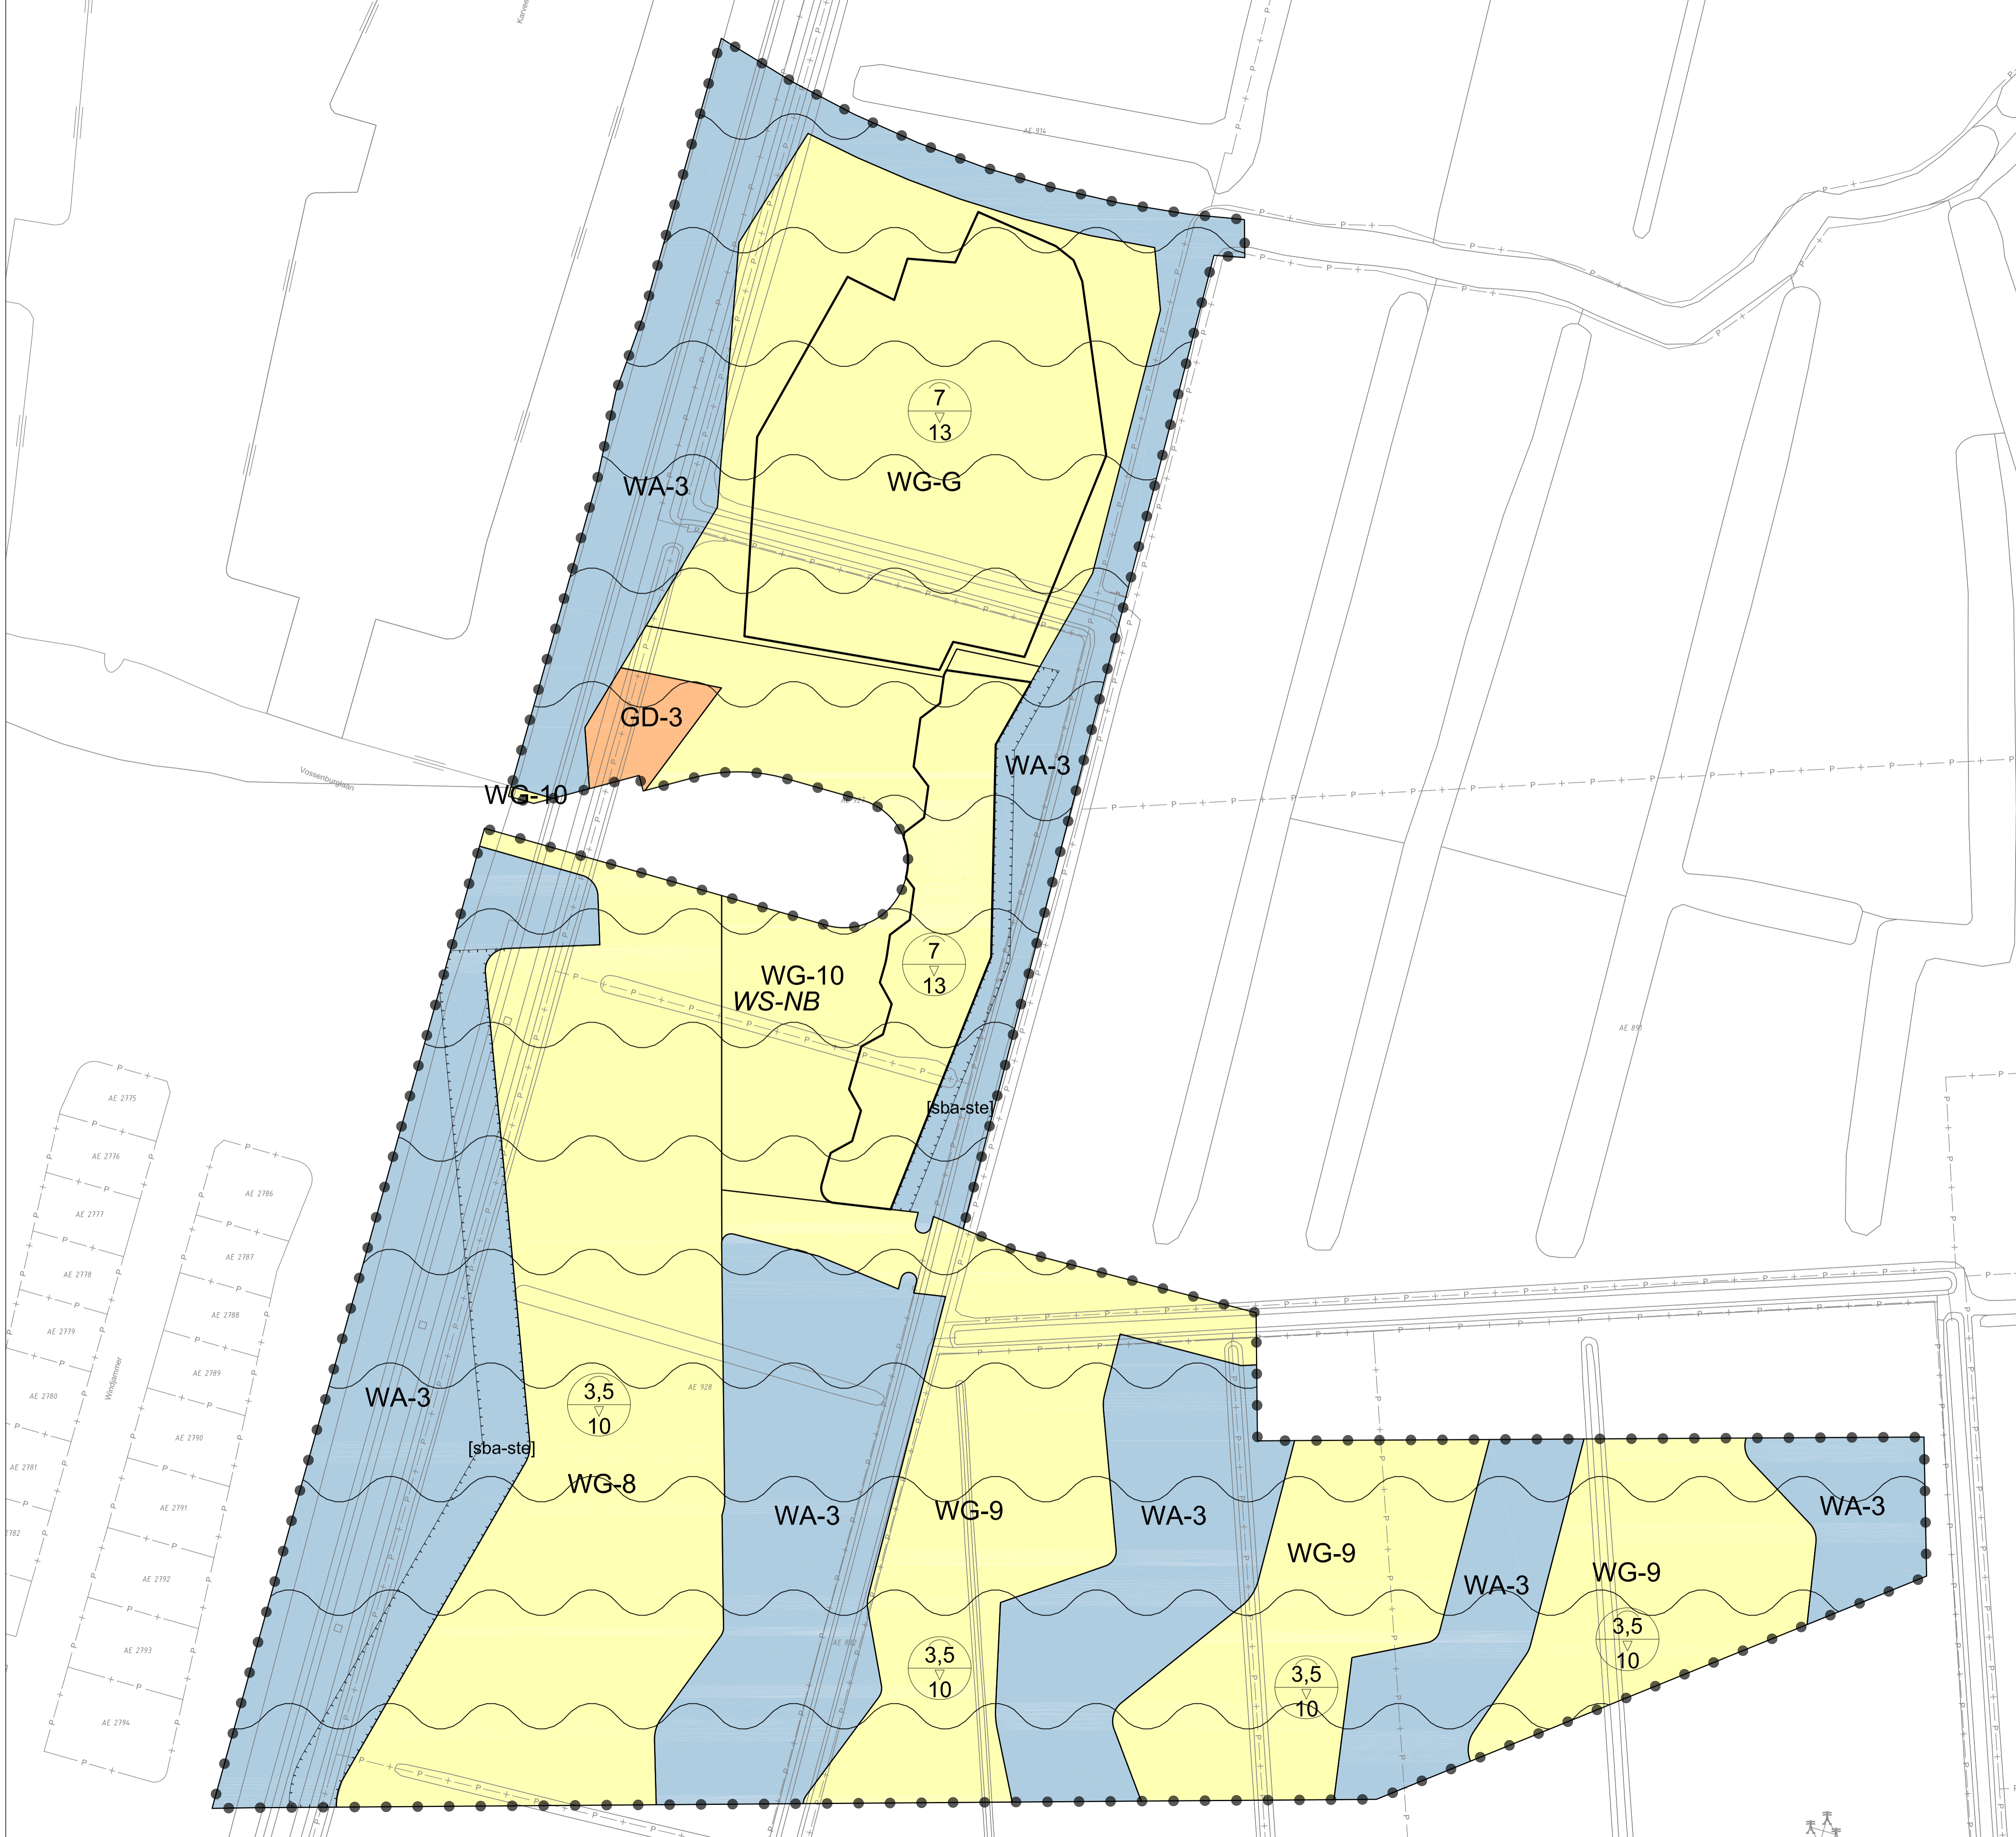 AE 914
7
13
WG-G
WA-3
GD-3
WG-10
WA-3
Vossenburglaan
WG-10
WS-NB
7
13
[sba-ste]
AE 891
AE 2775
AE 2776
AE 2777
AE 2778
AE 2779
AE 2780
AE 2781
AE 2786
AE 2787
AE 2788
AE 2789
AE 2790
AE 2791
AE 2792
AE 2793
AE 2794
Windjammer
WA-3
3,5
10
[sba-ste]
WG-8
AE 928
WA-3
WG-9
WA-3
WG-9
WA-3
WG-9
WA-3
3,5
10
3,5
10
3,5
10